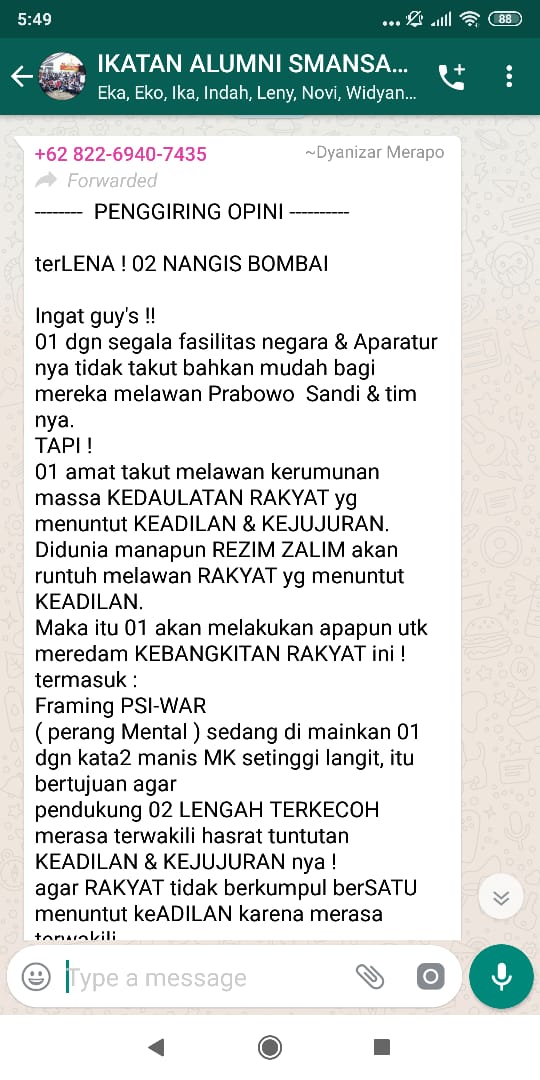 5:49
... 88
IKATAN ALUMNI SMANSA...
Eka, Eko, Ika, Indah, Leny, Novi, Widyan...
+62 822-6940-7435 ~Dyanizar Merapo
Forwarded
-------- PENGGIRING OPINI ----------
terLENA ! 02 NANGIS BOMBAI
Ingat guy's !!
01 dgn segala fasilitas negara & Aparatur
nya tidak takut bahkan mudah bagi
mereka melawan Prabowo Sandi & tim
nya.
TAPI !
01 amat takut melawan kerumunan
massa KEDAULATAN RAKYAT yg
menuntut KEADILAN & KEJUJURAN.
Didunia manapun REZIM ZALIM akan
runtuh melawan RAKYAT yg menuntut
KEADILAN.
Maka itu 01 akan melakukan apapun utk
meredam KEBANGKITAN RAKYAT ini !
termasuk :
Framing PSI-WAR
( perang Mental ) sedang di mainkan 01
dgn kata2 manis MK setinggi langit, itu
bertujuan agar
pendukung 02 LENGAH TERKECOH
merasa terwakili hasrat tuntutan
KEADILAN & KEJUJURAN nya !
agar RAKYAT tidak berkumpul berSATU
menuntut keADILAN karena merasa
terwakili
Type a message